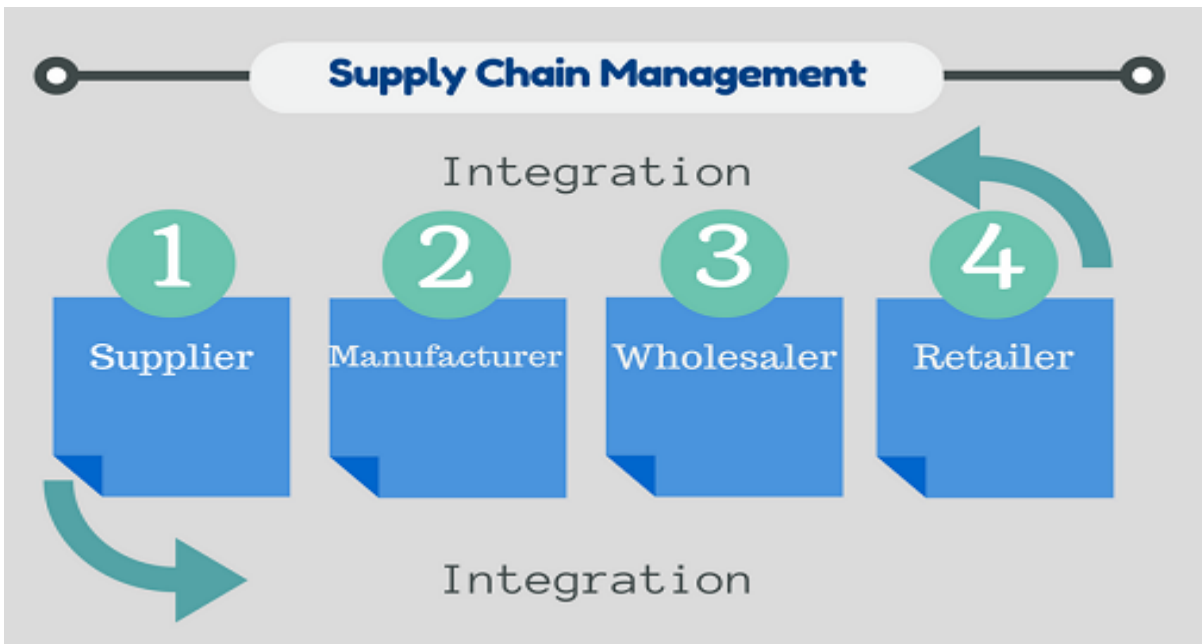 Supply Chain Management
Integration
1
2
3
4
Supplier
Manufacturer
Wholesaler
Retailer
Integration